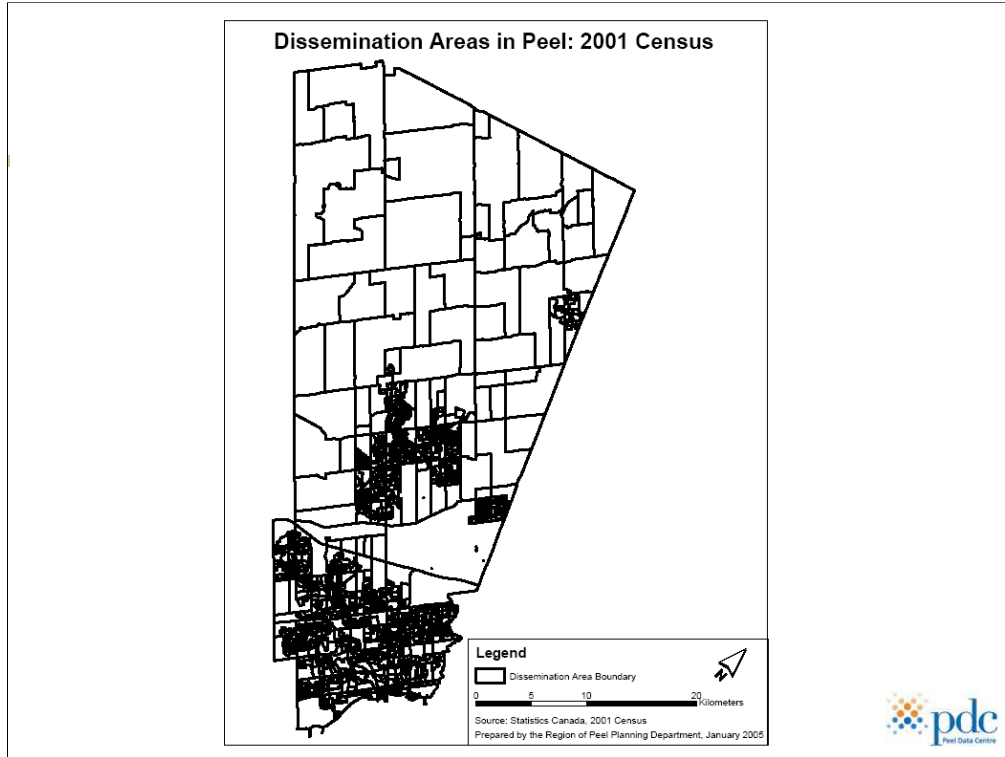 Dissemination Areas in Peel: 2001 Census
Legend
Dissemination Area Boundary
0 5 10 20
Kilometers
N
Source: Statistics Canada, 2001 Census
Prepared by the Region of Peel Planning Department, January 2005
pdc
Peel Data Centre